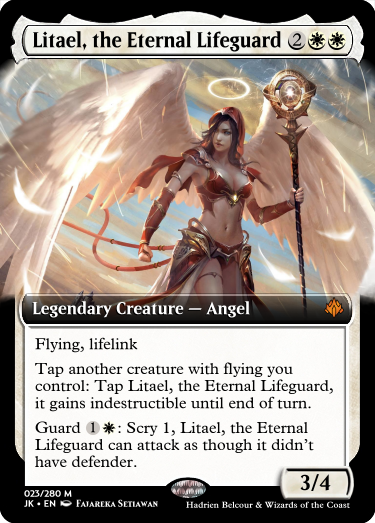 Litael, the Eternal Lifeguard 2
Legendary Creature — Angel
Flying, lifelink
Tap another creature with flying you
control: Tap Litael, the Eternal Lifeguard,
it gains indestructible until end of turn.
Guard 1 : Scry 1, Litael, the Eternal
Lifeguard can attack as though it didn't
have defender.
3/4
023/280 M
JK • EN Fajareka Setiawan
Hadrien Belcour & Wizards of the Coast